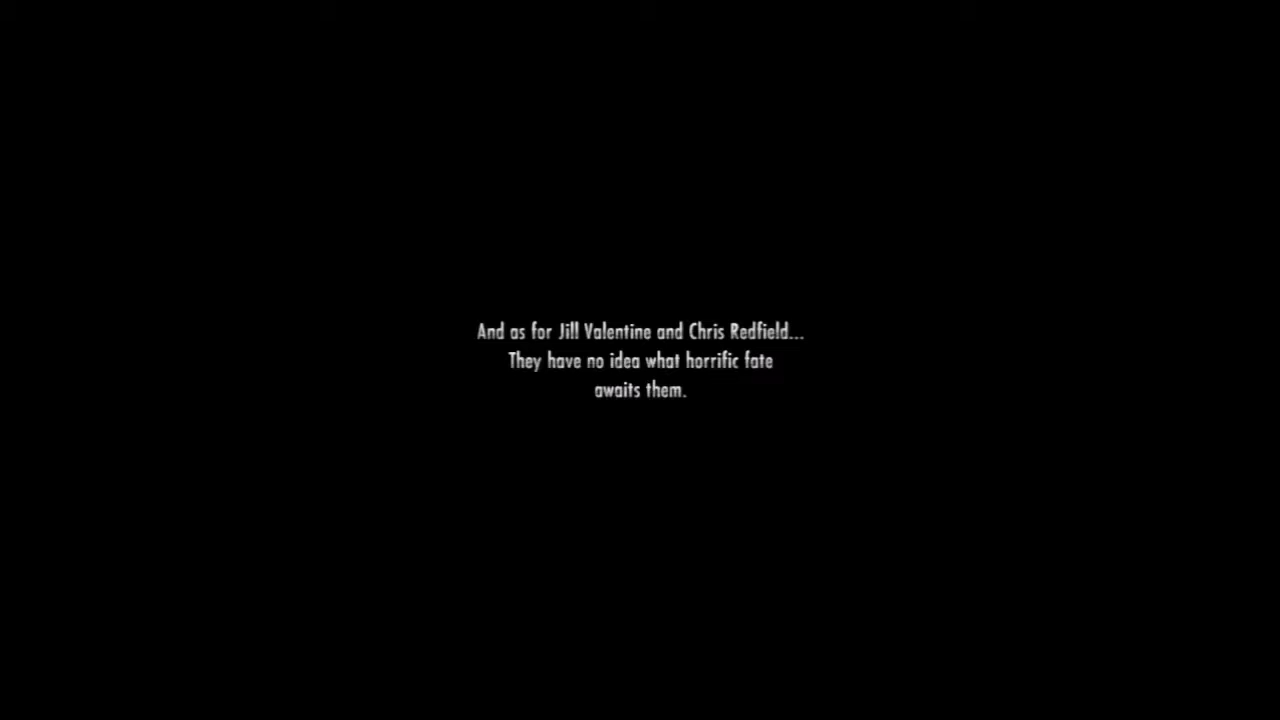 And as for Jill Valentine and Chris Redfield...
They have no idea what horrific fate
awaits them.